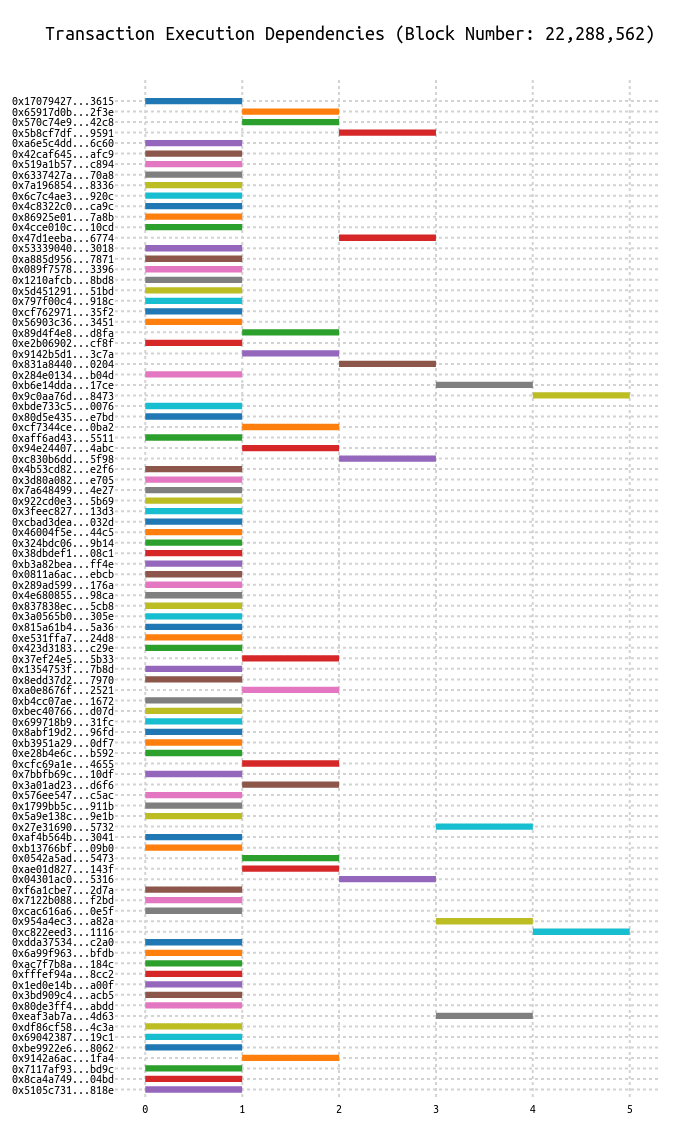 Transaction Execution Dependencies (Block Number: 22,288,562)
0x17079427...3615
0x65917d0b...2f3e
0x570c74e9...42c8
0x5b8cf7df...9591
0xa6e5c4dd...6c60
0x42caf645...afc9
0x519a1b57...c894
0x6337427a...70a8
0x7a196854...8336
0x6c7c4ae3...920c
0x4c8322c0...ca9c
0x86925e01...7a8b
0x4cce010c...10cd
0x47d1eeba...6774
0x53339040...3018
0xa885d956...7871
0x089f7578...3396
0x1210afcb...8bd8
0x5d451291...51bd
0x797f00c4...918c
0xcf762971...35f2
0x56903c36...3451
0x89d4f4e8...d8fa
0xe2b06902...cf8f
0x9142b5d1...3c7a
0x831a8440...0204
0x284e0134...b04d
0xb6e14dda...17ce
0x9c0aa76d...8473
0xbde733c5...0076
0x80d5e435...e7bd
0xcf7344ce...0ba2
0xaff6ad43...5511
0x94e24407...4abc
0xc830b6dd...5f98
0x4b53cd82...e2f6
0x3d80a082...e705
0x7a648499...4e27
0x922cd0e3...5b69
0x3feec827...13d3
0xcbad3dea...032d
0x46004f5e...44c5
0x324bdc06...9b14
0x38dbdef1...08c1
0xb3a82bea...ff4e
0x0811a6ac...ebcb
0x289ad599...176a
0x4e680855...98ca
0x837838ec...5cb8
0x3a0565b0...305e
0x815a61b4...5a36
0xe531ffa7...24d8
0x423d3183...c29e
0x37ef24e5...5b33
0x1354753f...7b8d
0x8edd37d2...7970
0xa0e8676f...2521
0xb4cc07ae...1672
0xbec40766...d07d
0x699718b9...31fc
0x8abf19d2...96fd
0xb3951a29...0df7
0xe28b4e6c...b592
0xcfc69a1e...4655
0x7bbfb69c...10df
0x3a01ad23...d6f6
0x576ee547...c5ac
0x1799bb5c...911b
0x5a9e138c...9e1b
0x27e31690...5732
0xaf4b564b...3041
0xb13766bf...09b0
0x0542a5ad...5473
0xae01d827...143f
0x04301ac0...5316
0xf6a1cbe7...2d7a
0x7122b088...f2bd
0xcac616a6...0e5f
0x954a4ec3...a82a
0xc822eed3...1116
0xdda37534...c2a0
0x6a99f963...bfdb
0xac7f7b8a...184c
0xfffef94a...8cc2
0x1ed0e14b...a00f
0x3bd909c4...acb5
0x80de3ff4...abdd
0xeaf3ab7a...4d63
0xdf86cf58...4c3a
0x69042387...19c1
0xbe9922e6...8062
0x9142a6ac...1fa4
0x7117af93...bd9c
0x8ca4a749...04bd
0x5105c731...818e
0 1 2 3 4 5